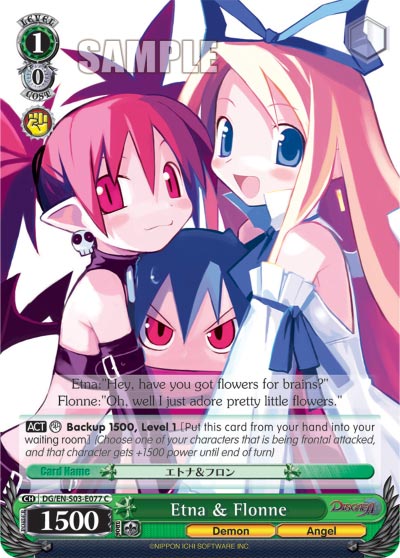 LEVEL
1
0
COST
SAMPLE
Etna:"Hey, have you got flowers for brains?"
Flonne:"Oh, well I just adore pretty little flowers."
ACT Backup 1500, Level 1 [Put this card from your hand into your
waiting room] (Choose one of your characters that is being frontal attacked,
and that character gets +1500 power until end of turn)
Card Name エトナ&フロン
CH DG/EN-S03-E077 C
Etna & Flonne
DISGAEA
POWER 1500 SOUL
Demon Angel
©NIPPON ICHI SOFTWARE INC.